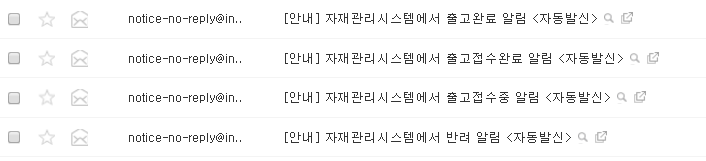 notice-no-reply@in.. [안내] 자재관리시스템에서 출고완료 알림 <자동발신>
notice-no-reply@in.. [안내] 자재관리시스템에서 출고접수완료 알림 <자동발신>
notice-no-reply@in.. [안내] 자재관리시스템에서 출고접수중 알림 <자동발신>
notice-no-reply@in.. [안내] 자재관리시스템에서 반려 알림 <자동발신>